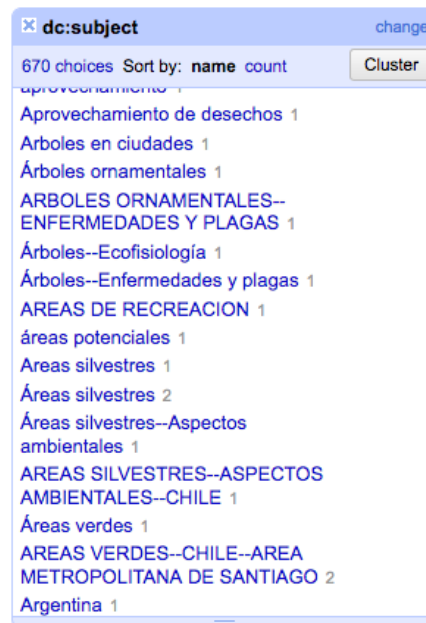 dc:subject change
670 choices Sort by: name count Cluster
aprovechamiento 1
Aprovechamiento de desechos 1
Arboles en ciudades 1
Árboles ornamentales 1
ARBOLES ORNAMENTALES--
ENFERMEDADES Y PLAGAS 1
Árboles--Ecofisiología 1
Árboles--Enfermedades y plagas 1
AREAS DE RECREACION 1
áreas potenciales 1
Areas silvestres 1
Áreas silvestres 2
Áreas silvestres--Aspectos
ambientales 1
AREAS SILVESTRES--ASPECTOS
AMBIENTALES--CHILE 1
Áreas verdes 1
AREAS VERDES--CHILE--AREA
METROPOLITANA DE SANTIAGO 2
Argentina 1